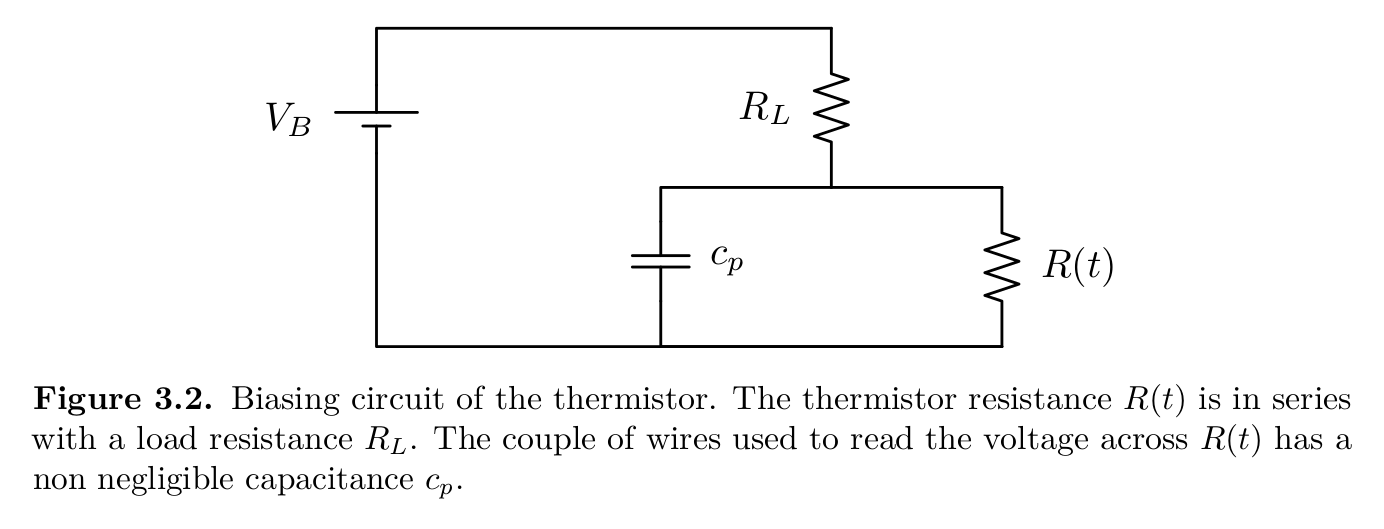 V_B
R_L
c_p
R(t)
Figure 3.2. Biasing circuit of the thermistor. The thermistor resistance R(t) is in series
with a load resistance R_L. The couple of wires used to read the voltage across R(t) has a
non negligible capacitance c_p.